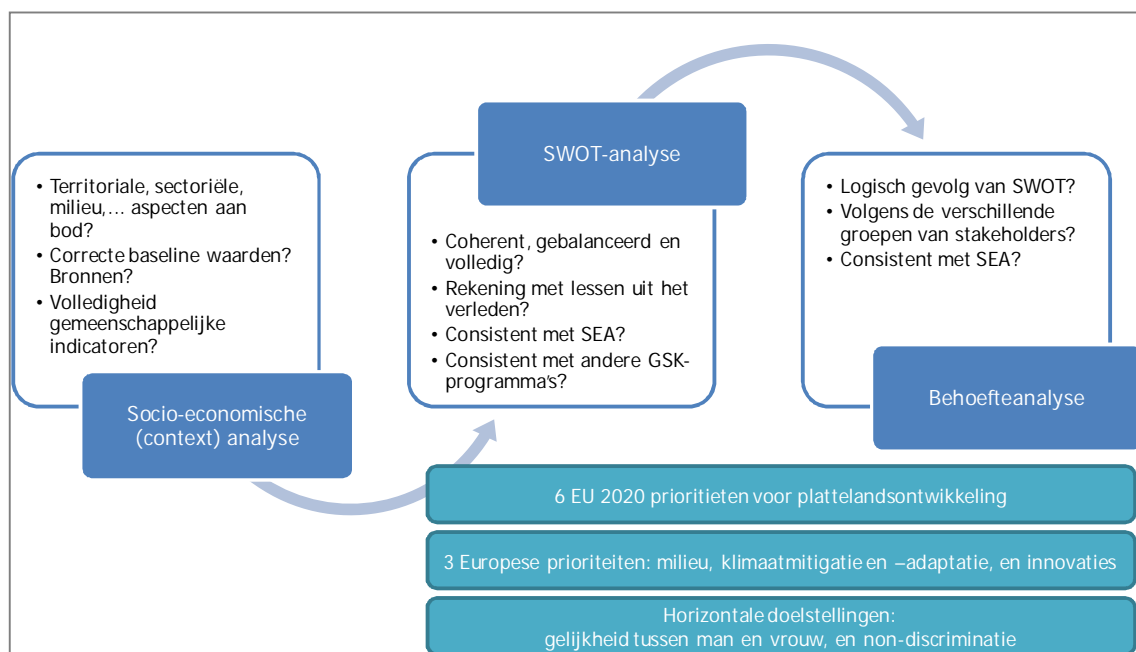 • Territoriale, sectoriële,
milieu,... aspecten aan
bod?
• Correcte baseline waarden?
Bronnen?
• Volledigheid
gemeenschappelijke
indicatoren?
Socio-economische
(context) analyse
SWOT-analyse
• Coherent, gebalanceerd en
volledig?
• Rekening met lessen uit het
verleden?
• Consistent met SEA?
• Consistent met andere GSK-
programma's?
• Logisch gevolg van SWOT?
• Volgens de verschillende
groepen van stakeholders?
• Consistent met SEA?
Behoefteanalyse
6 EU 2020 prioritieten voor plattelandsontwikkeling
3 Europese prioriteiten: milieu, klimaatmitigatie en –adaptatie, en innovaties
Horizontale doelstellingen:
gelijkheid tussen man en vrouw, en non-discriminatie